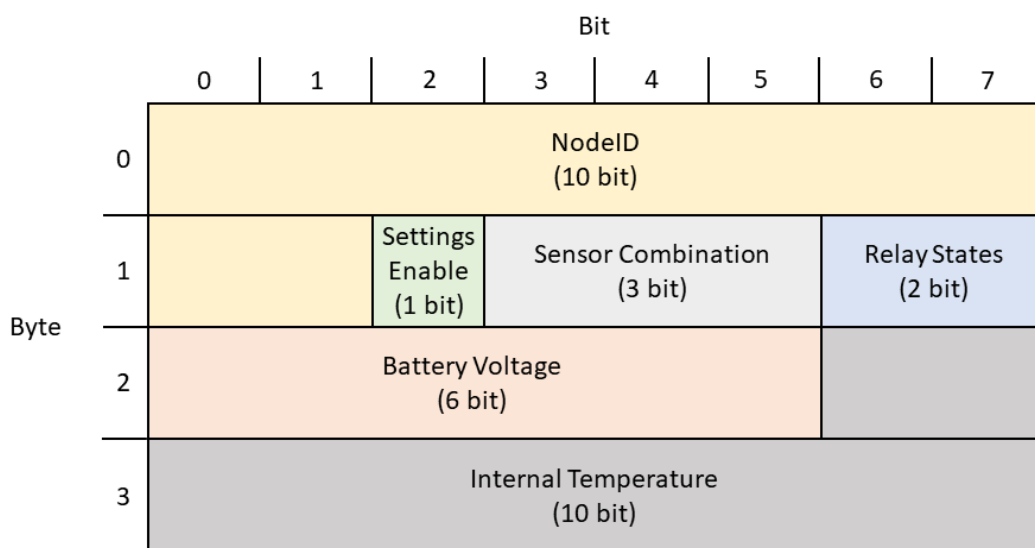 Bit
0 1 2 3 4 5 6 7
0
NodeID
(10 bit)
1
Settings
Enable
(1 bit)
Sensor Combination
(3 bit)
Relay States
(2 bit)
Byte
2
Battery Voltage
(6 bit)
3
Internal Temperature
(10 bit)